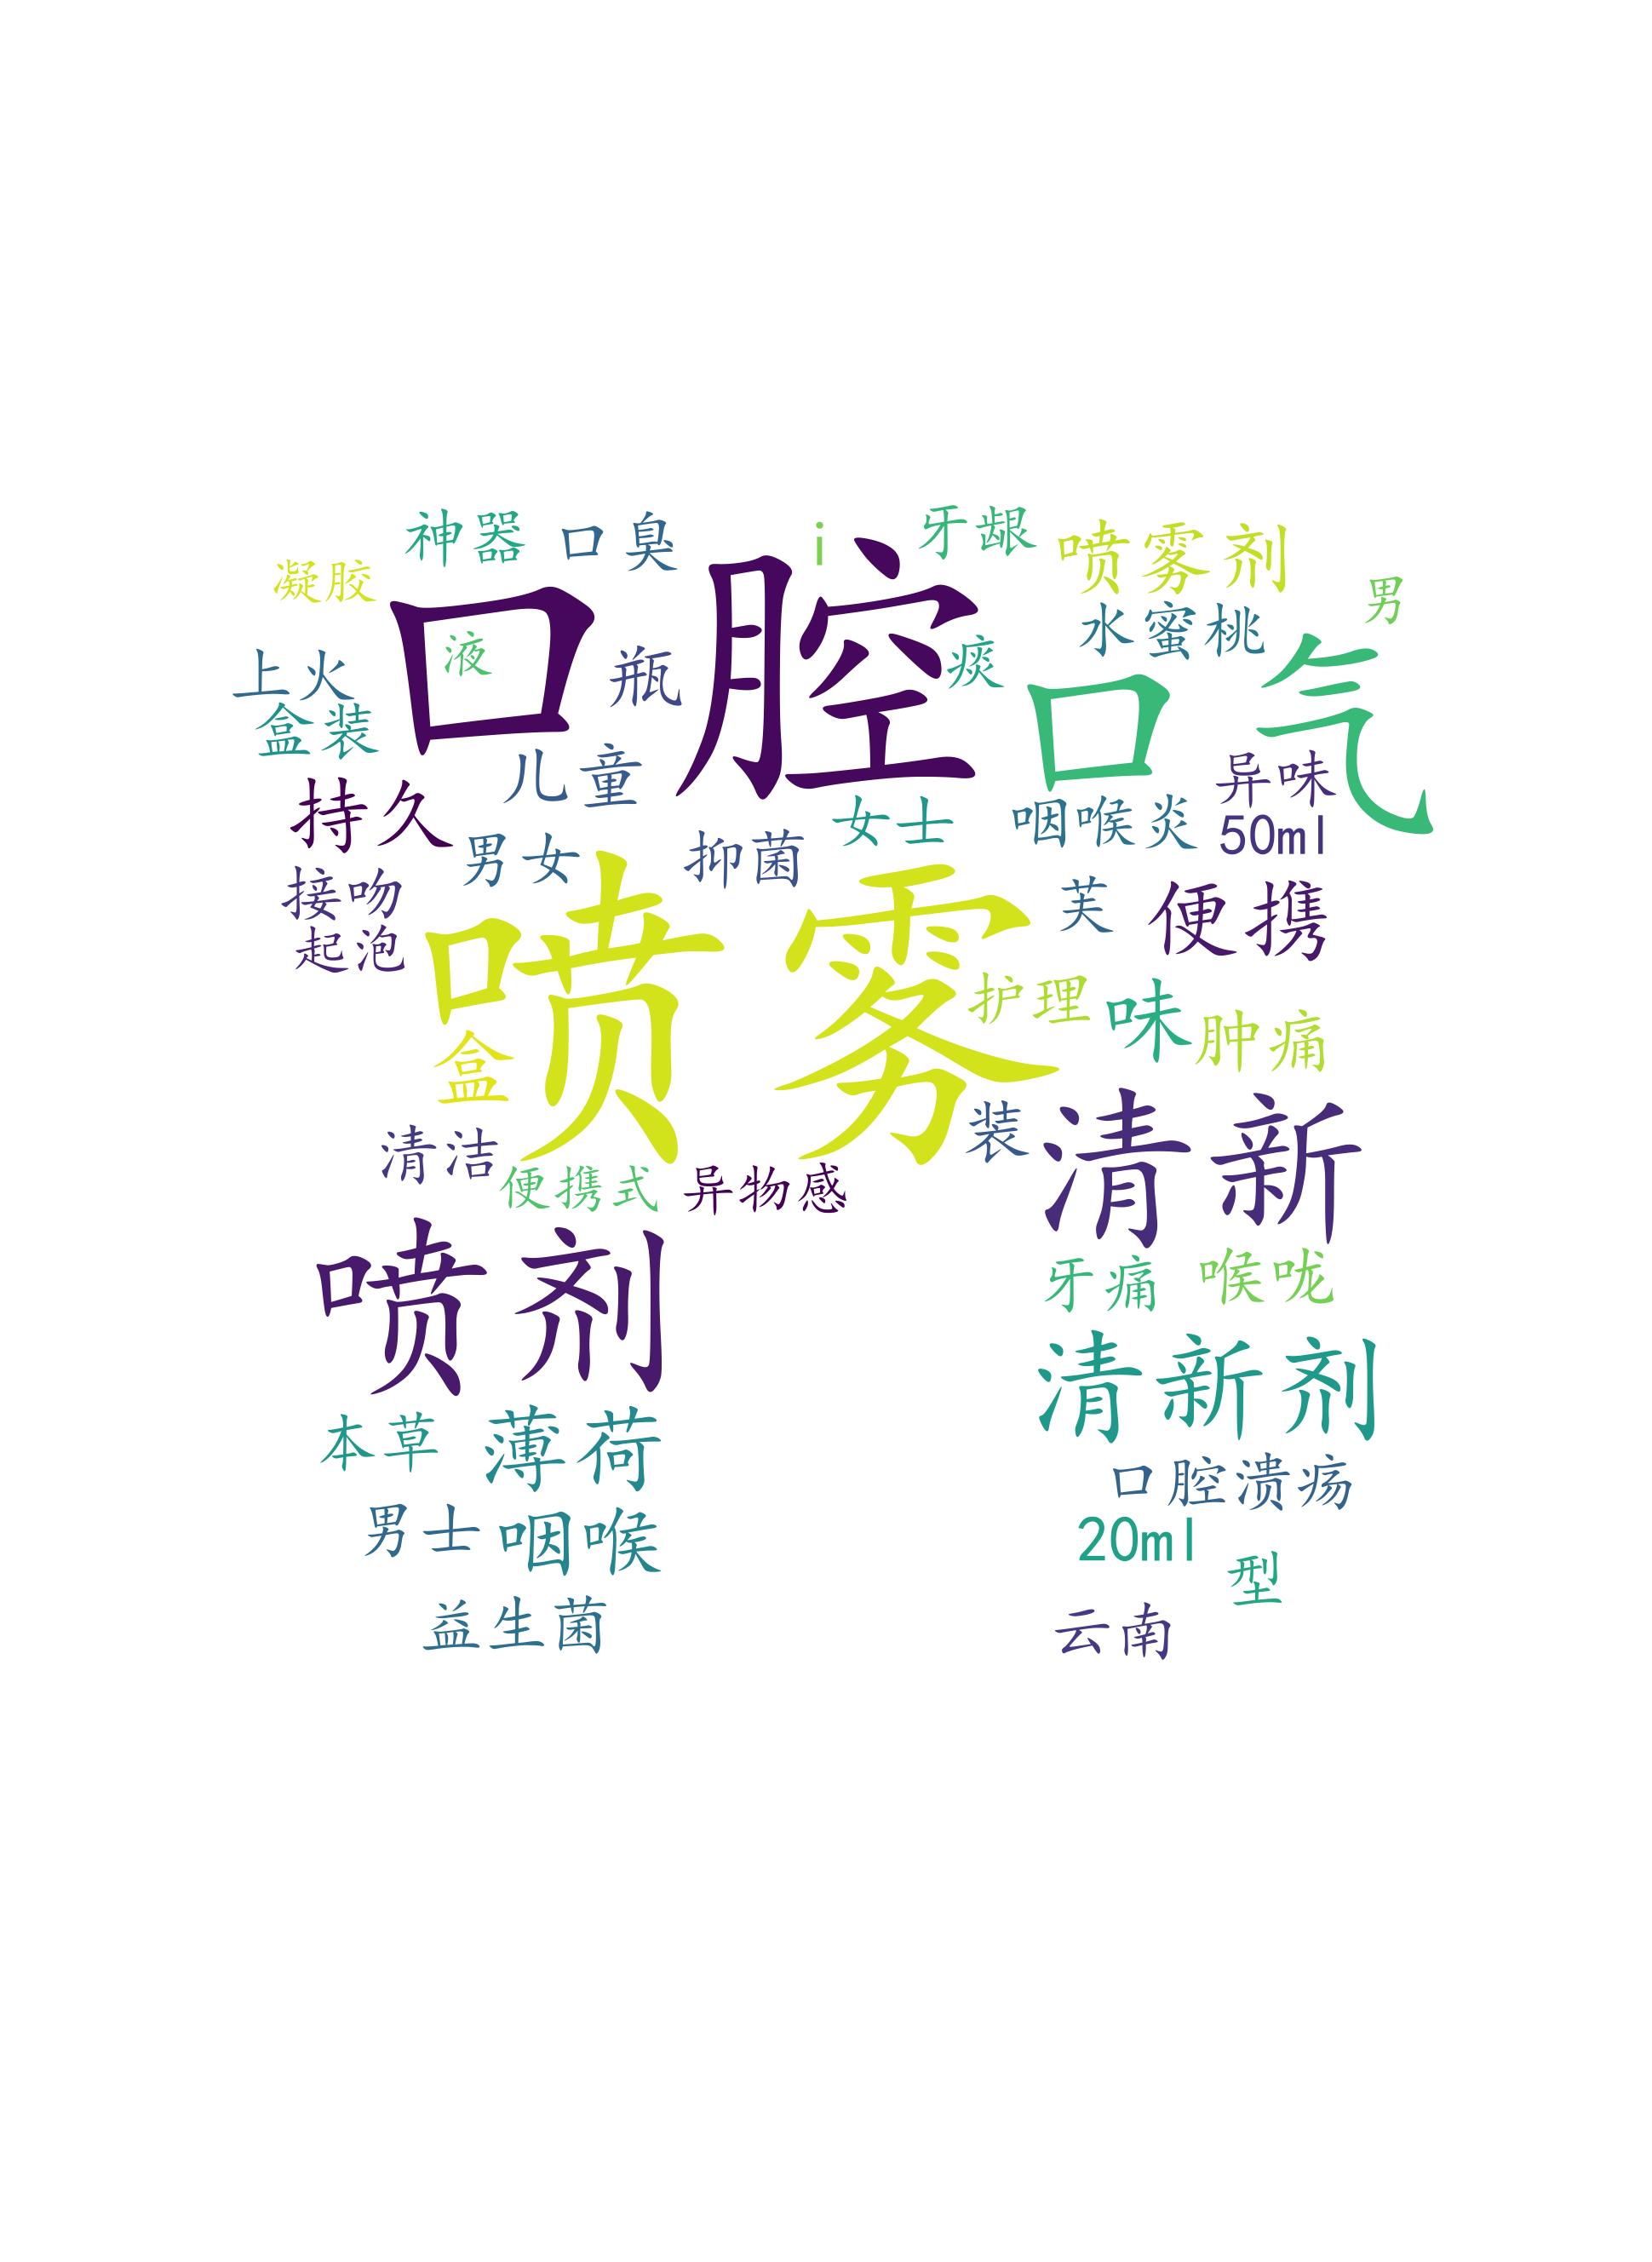 神器
口臭
i
牙龈
喷雾剂
凝胶
男
口腔
液
瓶
痰
水蜜桃
口气
上火
盒装
儿童
异味
持久
女士
咽喉炎
50ml
男女
抑菌
接吻
芙
便携
起泡
喷雾
护理
味
肿痛
盒
清洁
装
清新
便携式
异物感
喷剂
牙痛
喉咙
清新剂
本草
薄荷
口腔溃疡
男士
咽喉
20ml
型
益生菌
云南